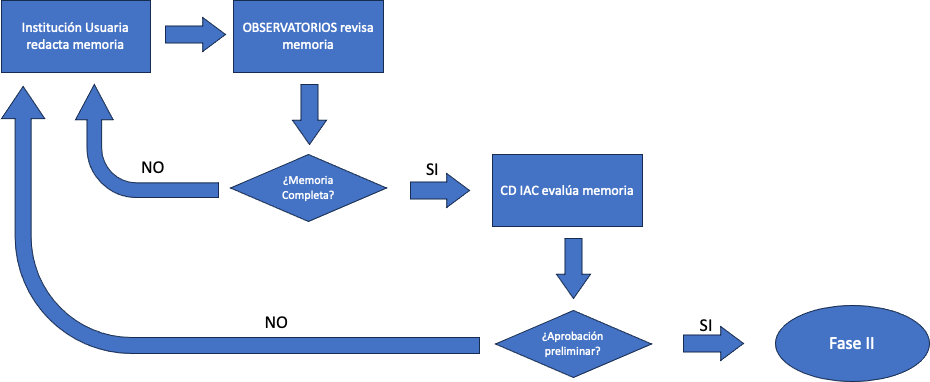 Institución Usuaria
redacta memoria
OBSERVATORIOS revisa
memoria
NO
¿Memoria
Completa?
SI
CD IAC evalúa memoria
NO
¿Aprobación
preliminar?
SI
Fase II